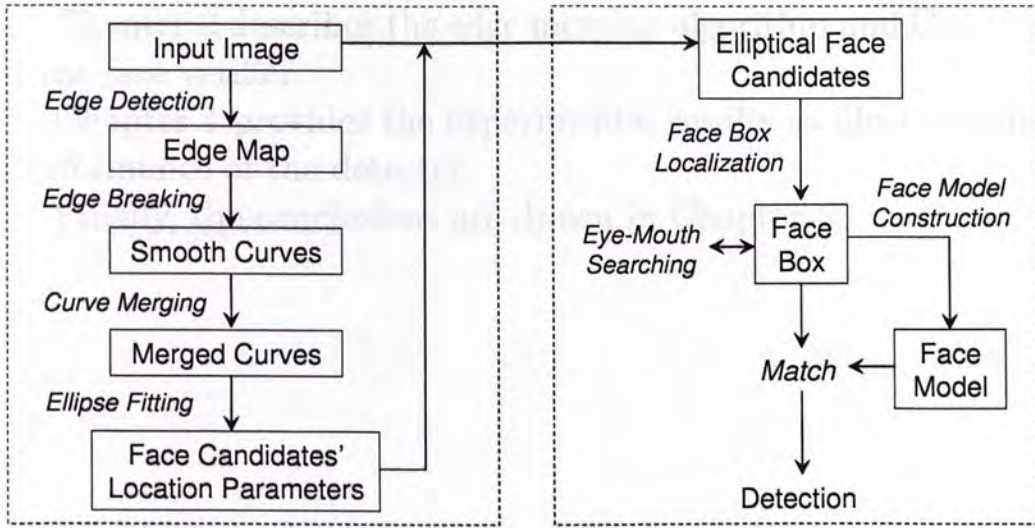 Input Image
Edge Detection
Edge Map
Edge Breaking
Smooth Curves
Curve Merging
Merged Curves
Ellipse Fitting
Face Candidates'
Location Parameters
Elliptical Face
Candidates
Face Box
Localization
Face Model
Construction
Eye-Mouth
Searching
Face
Box
Match
Face
Model
Detection